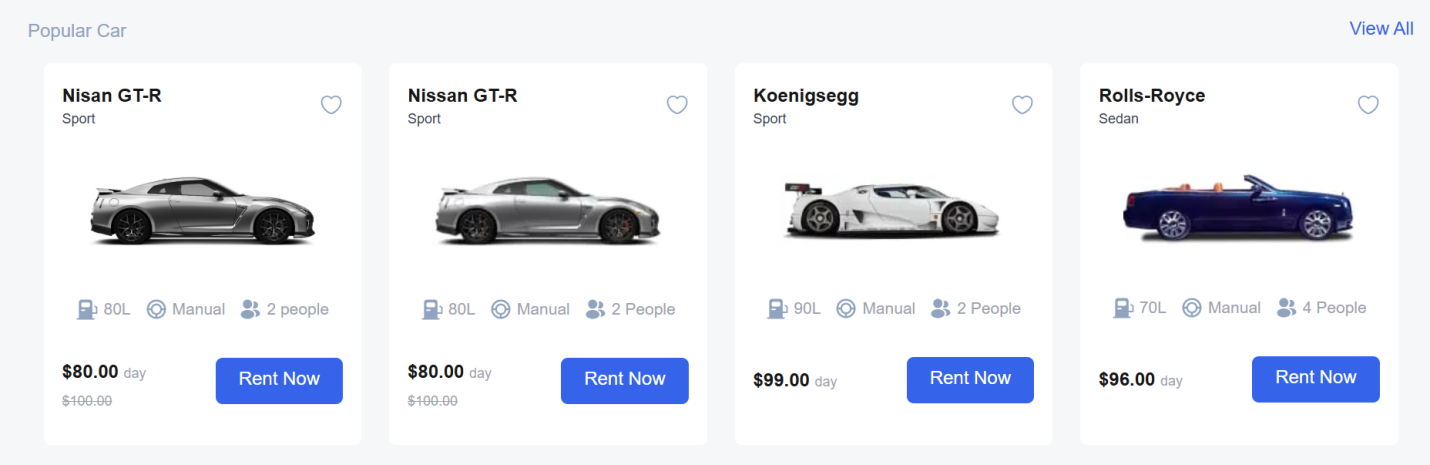 Popular Car
View All
Nisan GT-R
Sport
80L Manual 2 people
$80.00 day
$100.00
Rent Now
Nissan GT-R
Sport
80L Manual 2 People
$80.00 day
$100.00
Rent Now
Koenigsegg
Sport
90L Manual 2 People
$99.00 day
Rent Now
Rolls-Royce
Sedan
70L Manual 4 People
$96.00 day
Rent Now